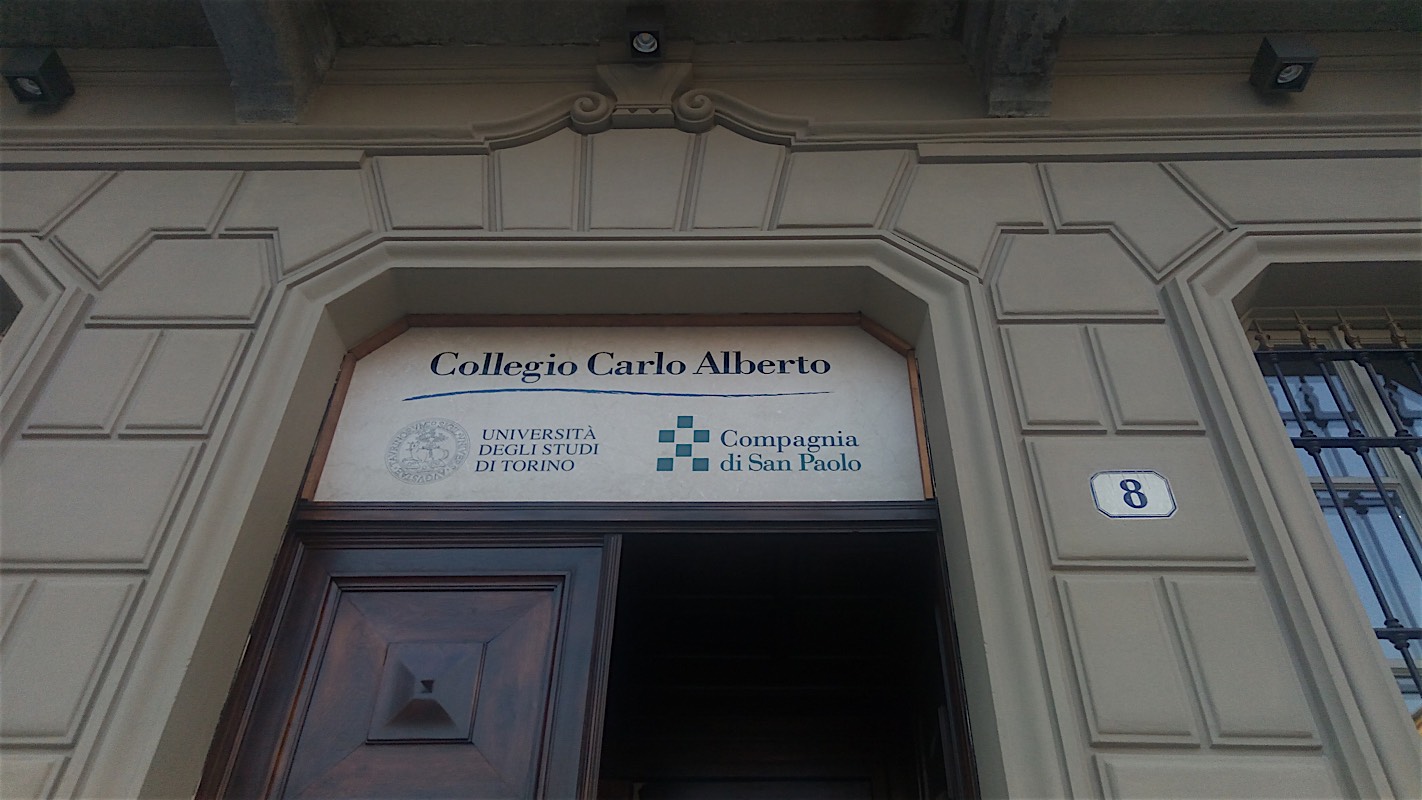 Collegio Carlo Alberto
UNIVERSITÀ
DEGLI STUDI
DI TORINO
Compagnia
di San Paolo
8